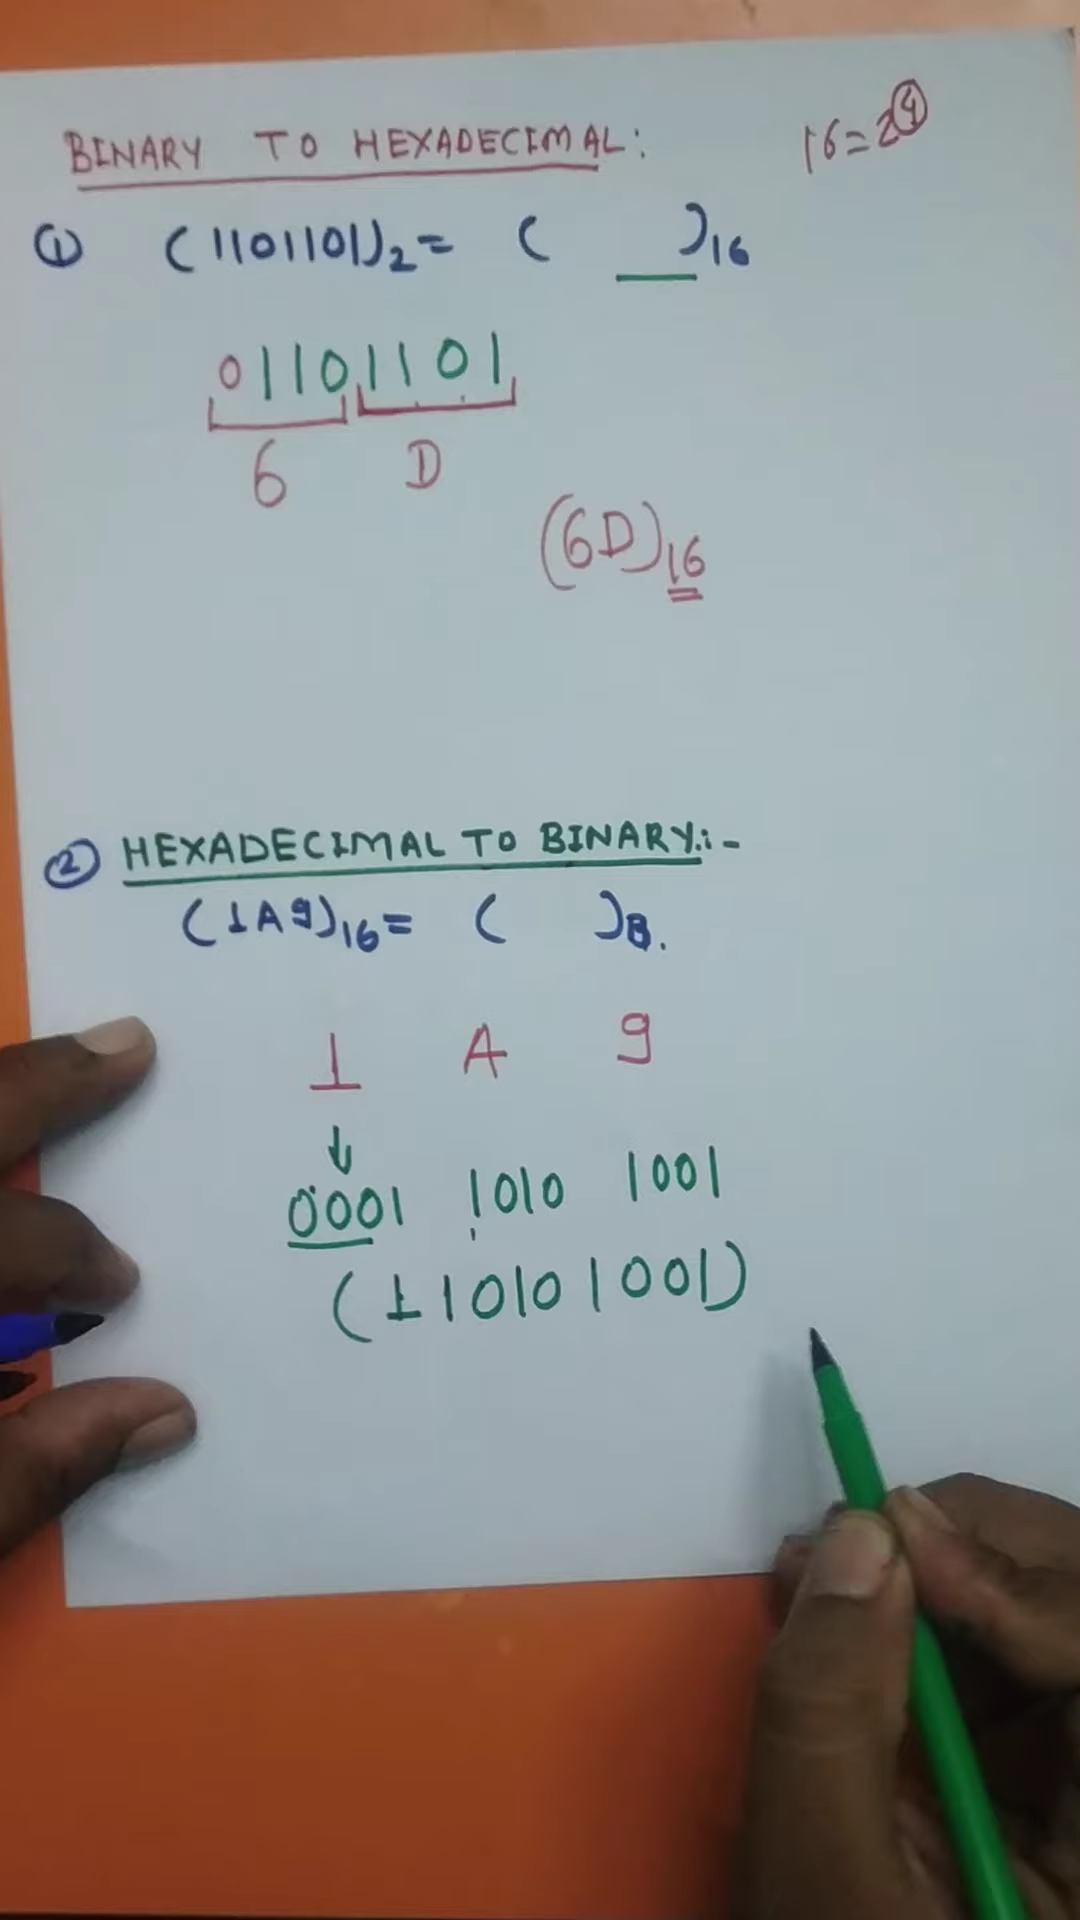 BINARY TO HEXADECIMAL:
16=2⁴
① (1101101)₂ = ( __ )₁₆
01101101
6 D
(6D)₁₆
② HEXADECIMAL TO BINARY:-
(1A9)₁₆ = ( )B.
1 A 9
↓
0001 1010 1001
(110101001)